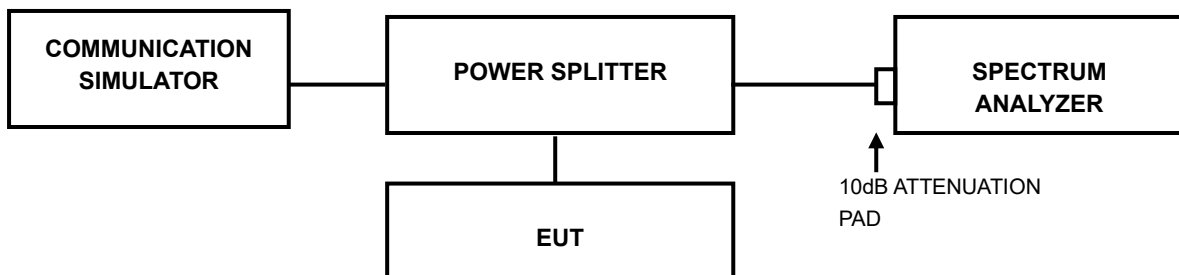 COMMUNICATION
SIMULATOR
POWER SPLITTER
SPECTRUM
ANALYZER
10dB ATTENUATION
PAD
EUT